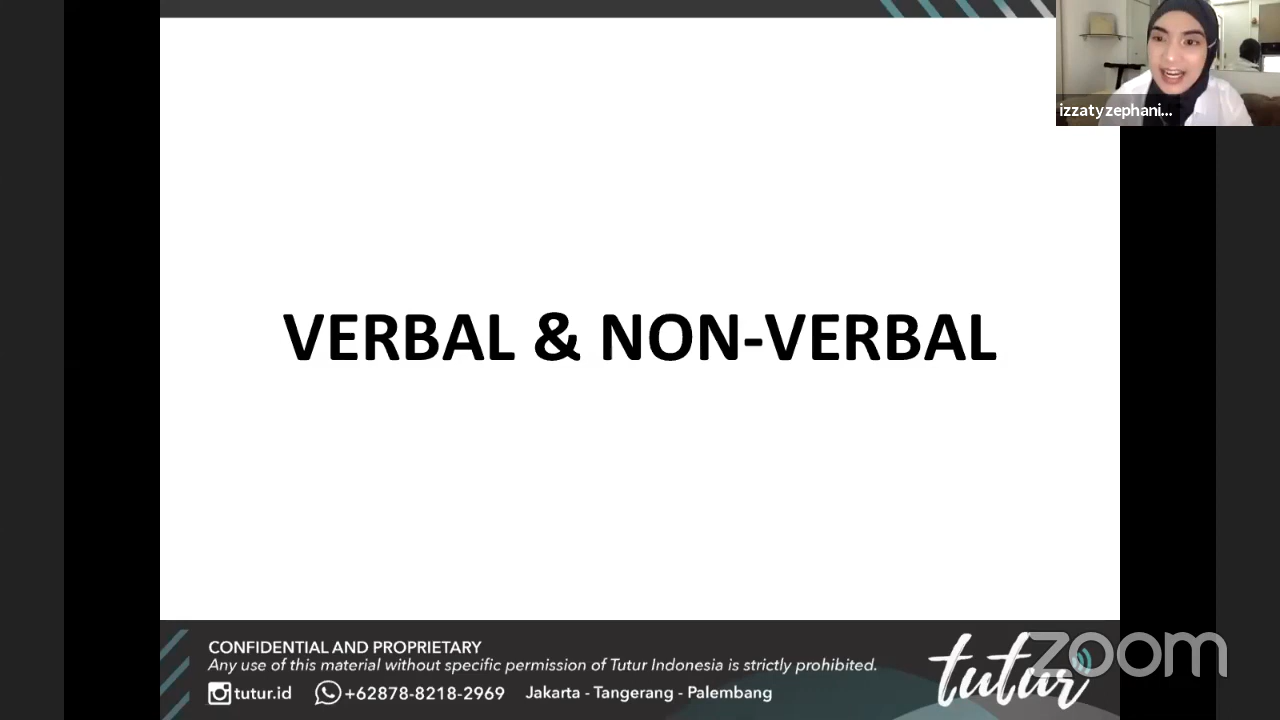 izzatyzephani...
VERBAL & NON-VERBAL
CONFIDENTIAL AND PROPRIETARY
Any use of this material without specific permission of Tutur Indonesia is strictly prohibited.
tutur.id +62878-8218-2969 Jakarta - Tangerang - Palembang
tutur
zoom